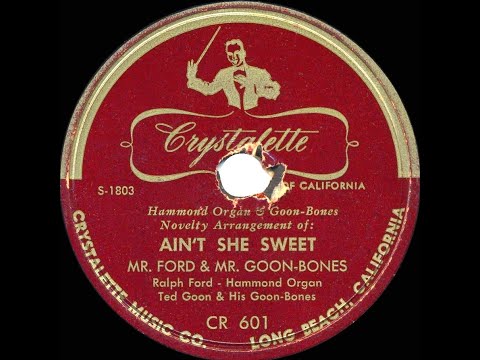 Crystalette
OF CALIFORNIA
S-1803
Hammond Organ & Goon-Bones
Novelty Arrangement of:
AIN'T SHE SWEET
MR. FORD & MR. GOON-BONES
Ralph Ford - Hammond Organ
Ted Goon & His Goon-Bones
CR 601
CRYSTALETTE MUSIC CO. LONG BEACH, CALIFORNIA